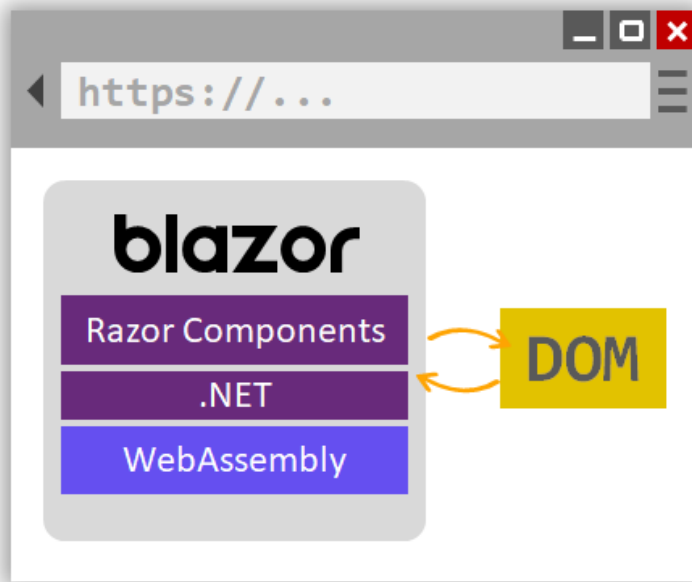 https://...
blazor
Razor Components
.NET
WebAssembly
DOM